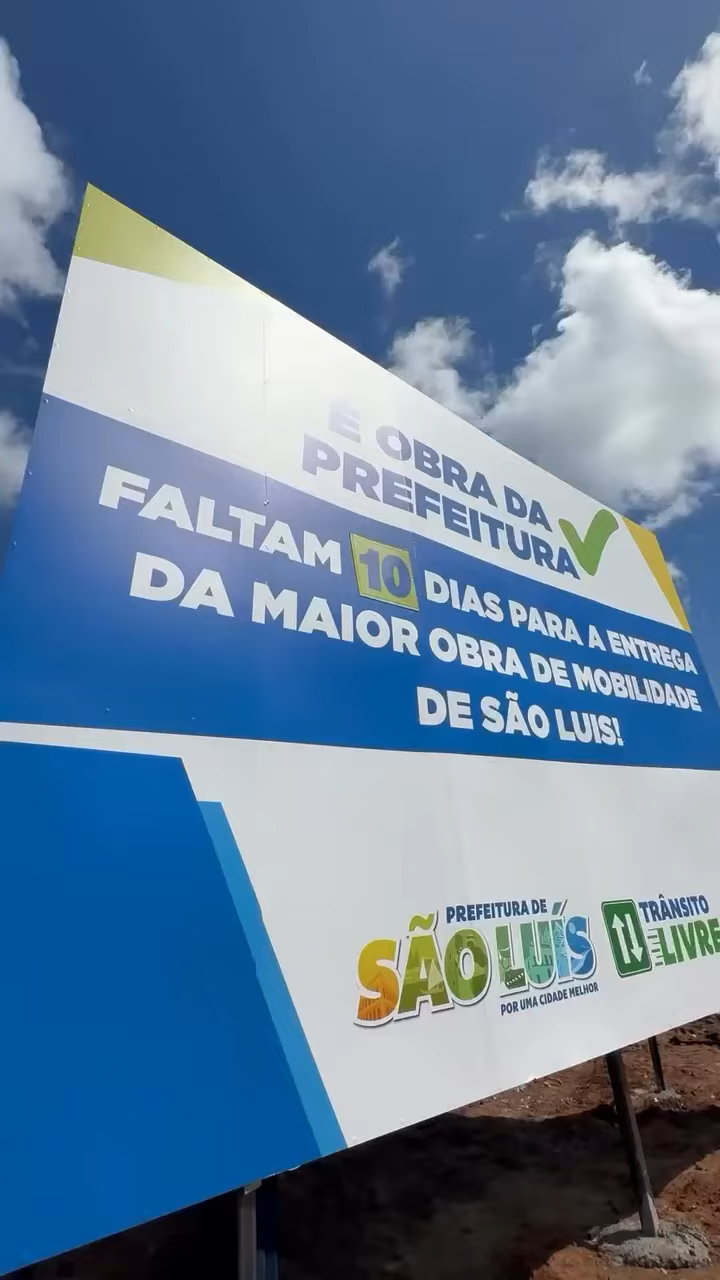 É OBRA DA
PREFEITURA
FALTAM 10 DIAS PARA A ENTREGA
DA MAIOR OBRA DE MOBILIDADE
DE SÃO LUIS!
PREFEITURA DE
SÃO LUÍS
POR UMA CIDADE MELHOR
TRÂNSITO
LIVRE